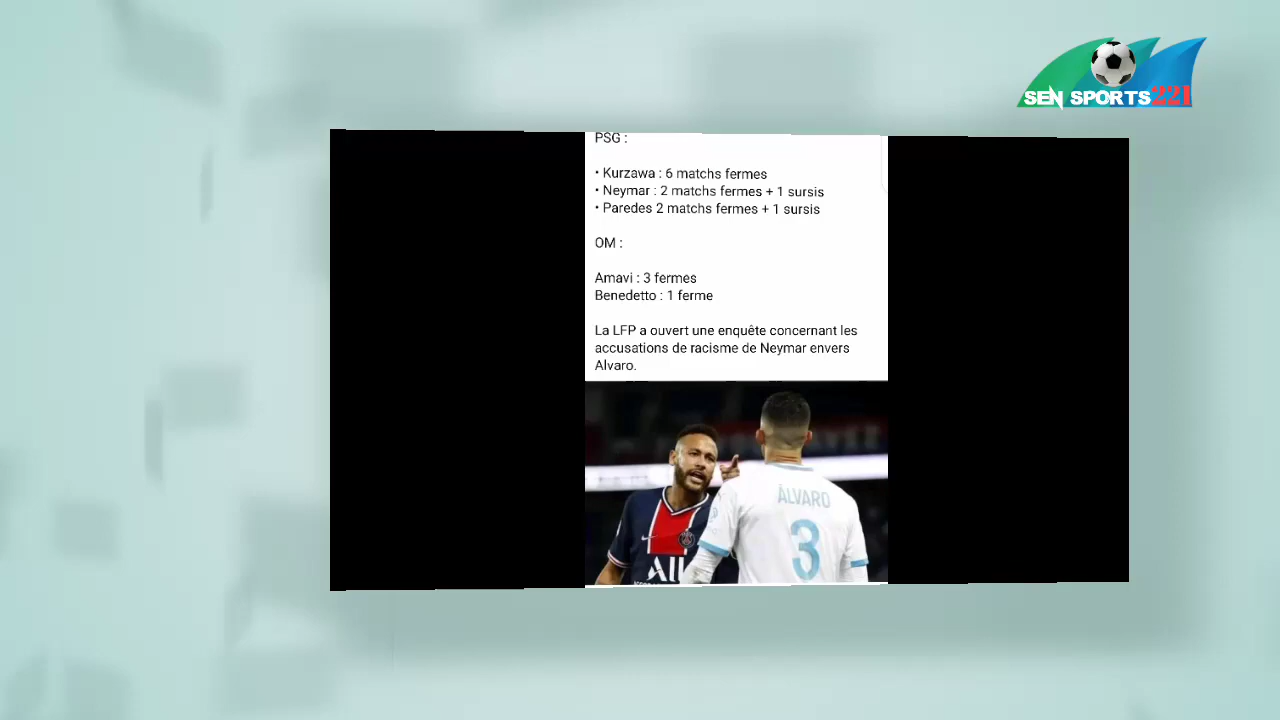 SEN SPORTS221
PSG :
• Kurzawa : 6 matchs fermes
• Neymar : 2 matchs fermes + 1 sursis
• Paredes 2 matchs fermes + 1 sursis
OM :
Amavi : 3 fermes
Benedetto : 1 ferme
La LFP a ouvert une enquête concernant les
accusations de racisme de Neymar envers
Alvaro.
ÁLVARO
3
ALL